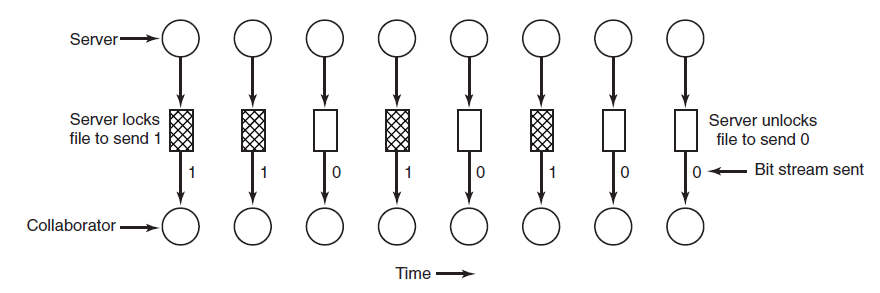 Server
Server locks
file to send 1
Server unlocks
file to send 0
1 1 0 1 0 1 0 0
Bit stream sent
Collaborator
Time